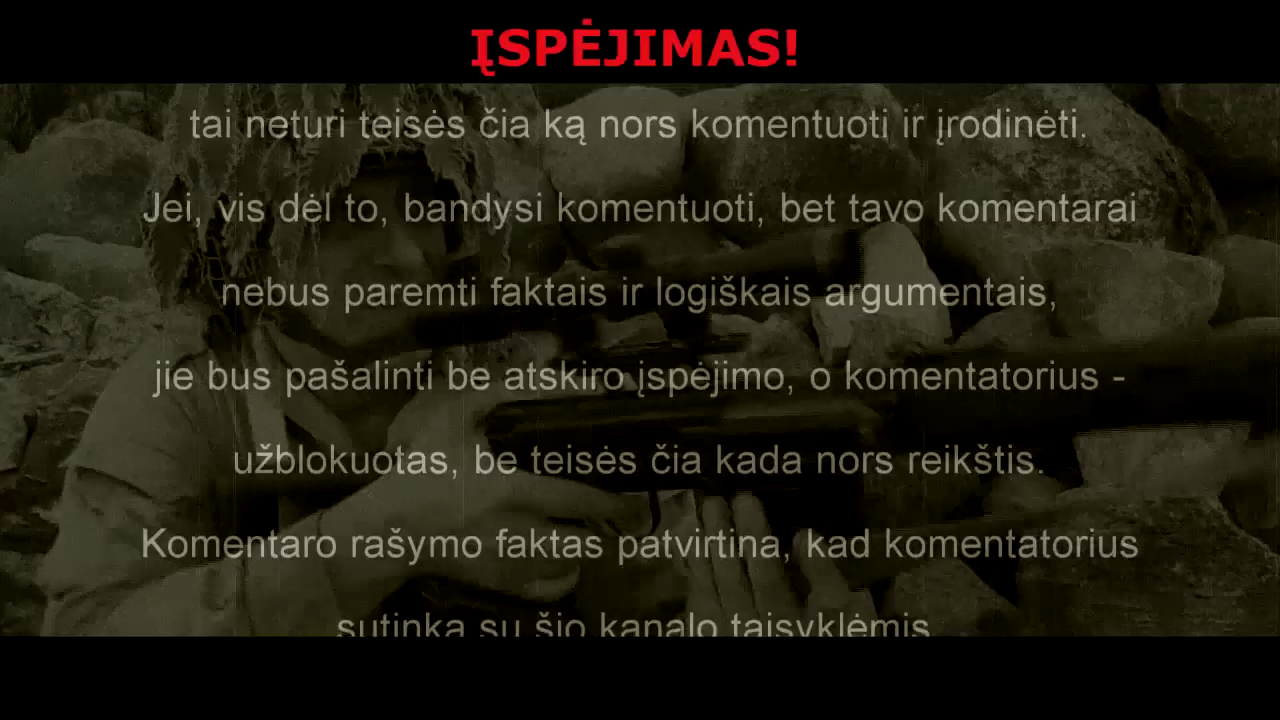 ĮSPĖJIMAS!
tai neturi teisės čia ką nors komentuoti ir įrodinėti.
Jei, vis dėl to, bandysi komentuoti, bet tavo komentarai
nebus paremti faktais ir logiškais argumentais,
jie bus pašalinti be atskiro įspėjimo, o komentatorius -
užblokuotas, be teisės čia kada nors reikštis.
Komentaro rašymo faktas patvirtina, kad komentatorius
sutinka su šio kanalo taisyklėmis